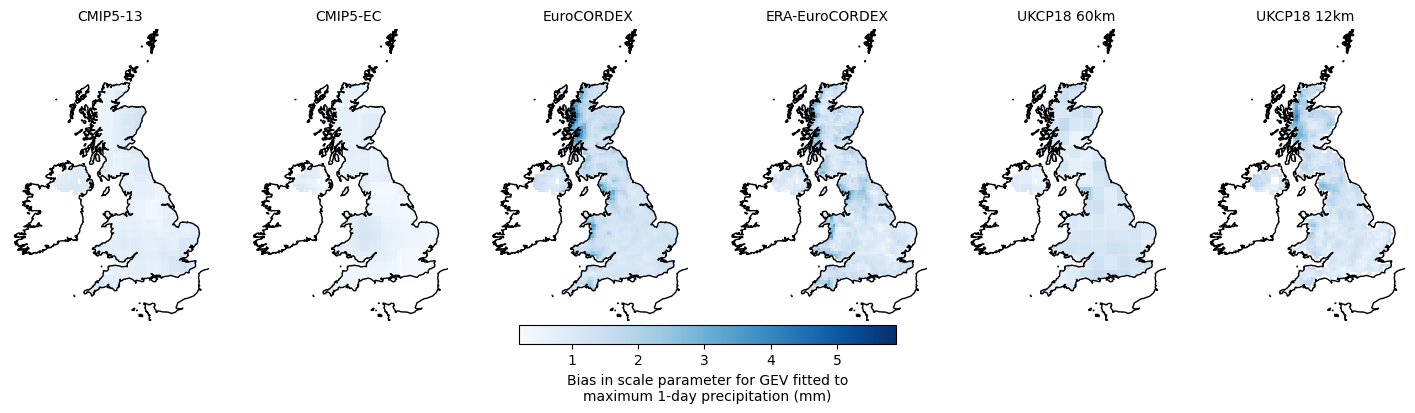 CMIP5-13
CMIP5-EC
EuroCORDEX
ERA-EuroCORDEX
UKCP18 60km
UKCP18 12km
1 2 3 4 5
Bias in scale parameter for GEV fitted to
maximum 1-day precipitation (mm)